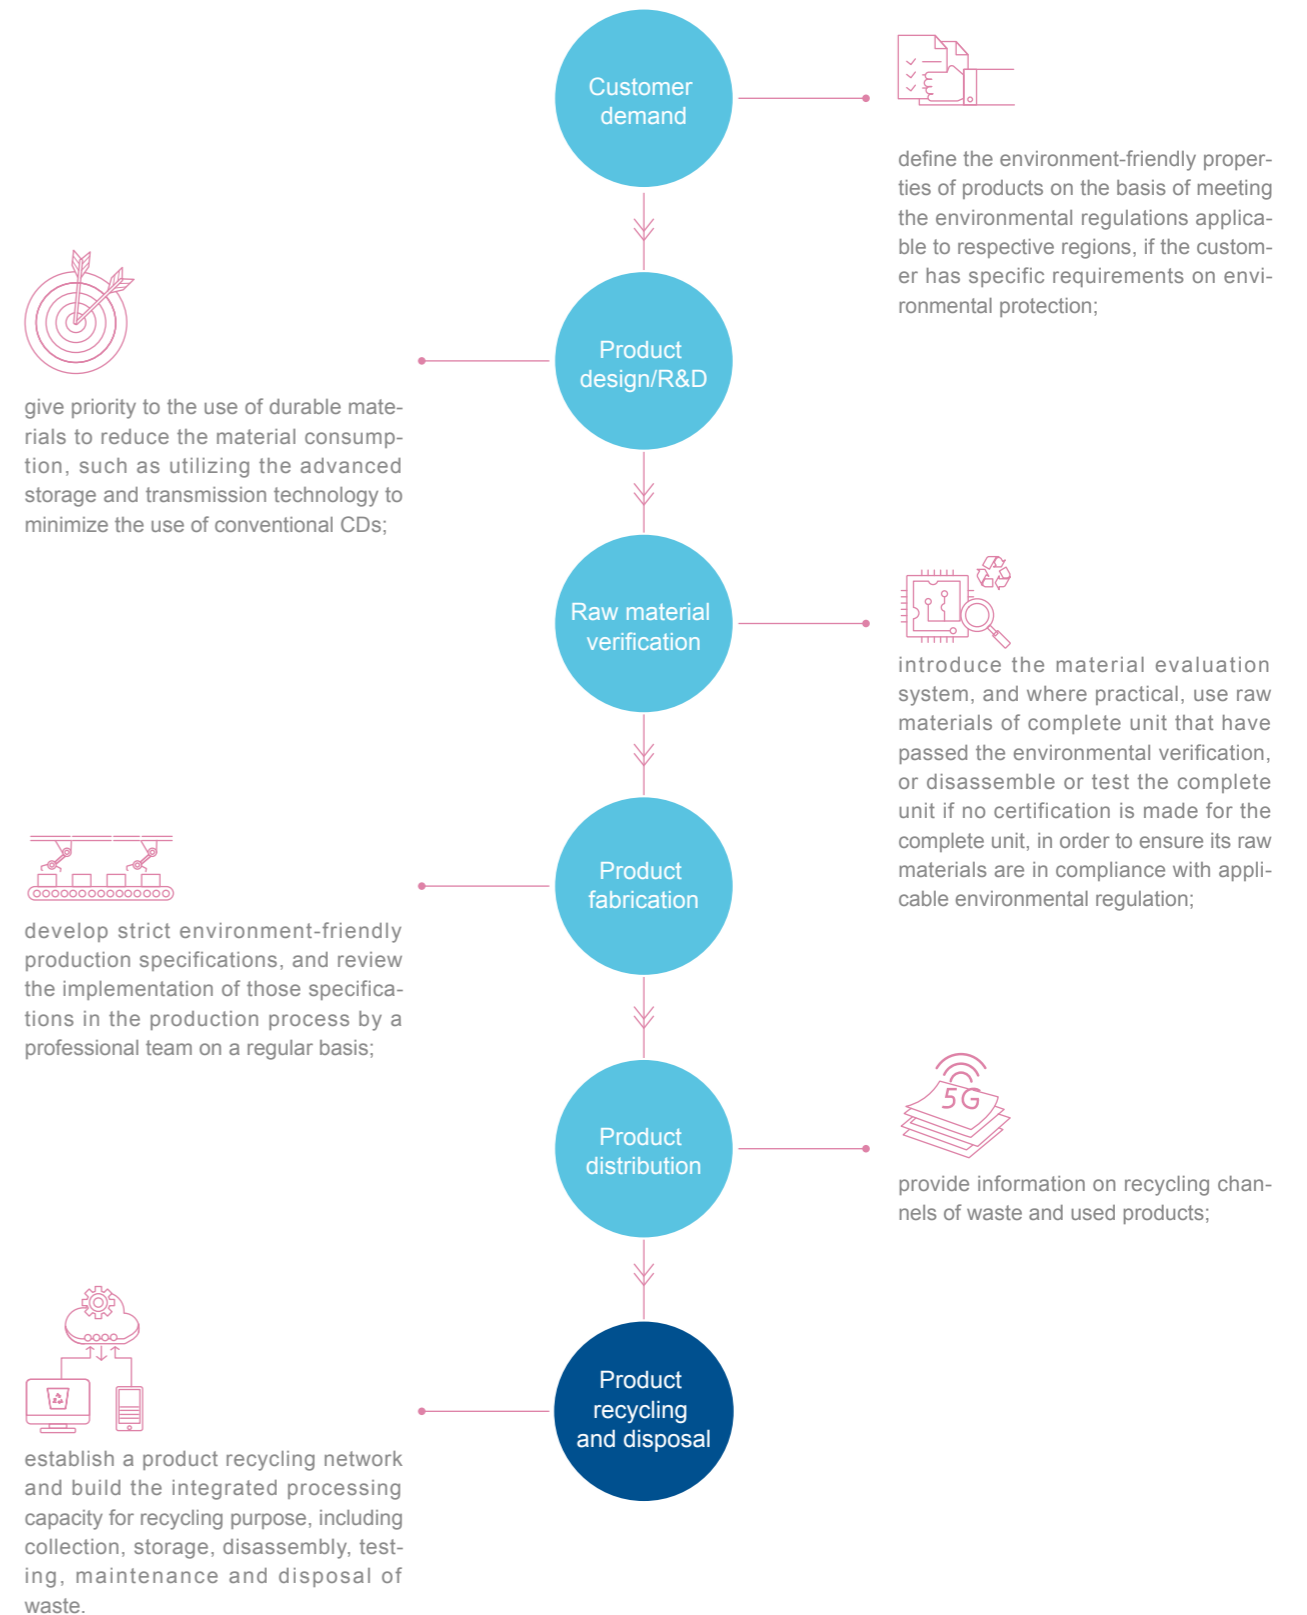 Customer
demand
define the environment-friendly proper-
ties of products on the basis of meeting
the environmental regulations applica-
ble to respective regions, if the custom-
er has specific requirements on envi-
ronmental protection;
Product
design/R&D
give priority to the use of durable mate-
rials to reduce the material consump-
tion, such as utilizing the advanced
storage and transmission technology to
minimize the use of conventional CDs;
Raw material
verification
introduce the material evaluation
system, and where practical, use raw
materials of complete unit that have
passed the environmental verification,
or disassemble or test the complete
unit if no certification is made for the
complete unit, in order to ensure its raw
materials are in compliance with appli-
cable environmental regulation;
Product
fabrication
develop strict environment-friendly
production specifications, and review
the implementation of those specifica-
tions in the production process by a
professional team on a regular basis;
Product
distribution
5G
provide information on recycling chan-
nels of waste and used products;
Product
recycling
and disposal
establish a product recycling network
and build the integrated processing
capacity for recycling purpose, including
collection, storage, disassembly, test-
ing, maintenance and disposal of
waste.